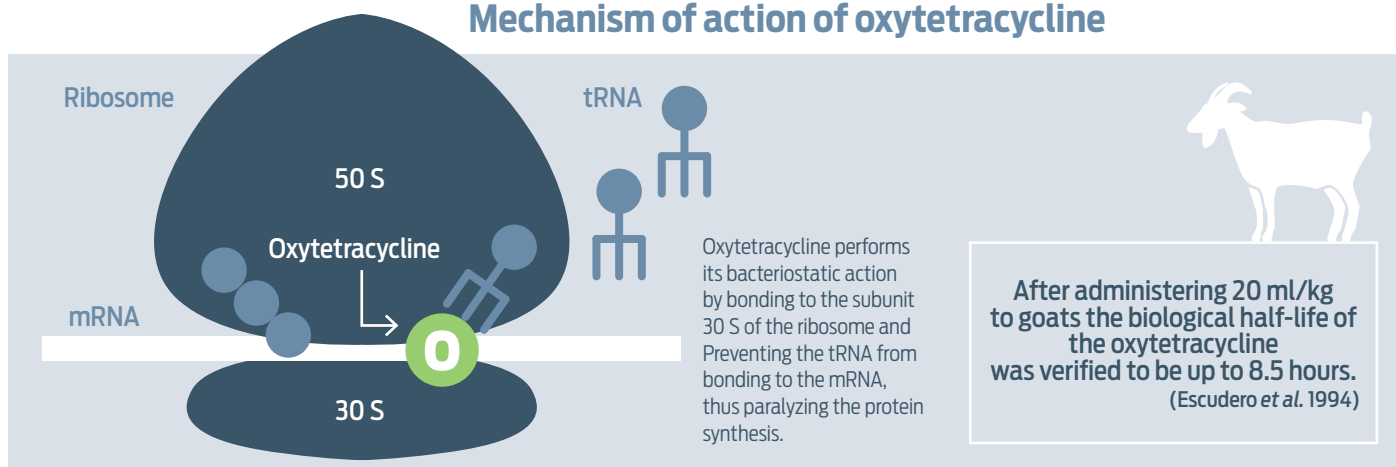 Mechanism of action of oxytetracycline
Ribosome
tRNA
50 S
Oxytetracycline
mRNA
O
30 S
Oxytetracycline performs
its bacteriostatic action
by bonding to the subunit
30 S of the ribosome and
Preventing the tRNA from
bonding to the mRNA,
thus paralyzing the protein
synthesis.
After administering 20 ml/kg
to goats the biological half-life of
the oxytetracycline
was verified to be up to 8.5 hours.
(Escudero et al. 1994)